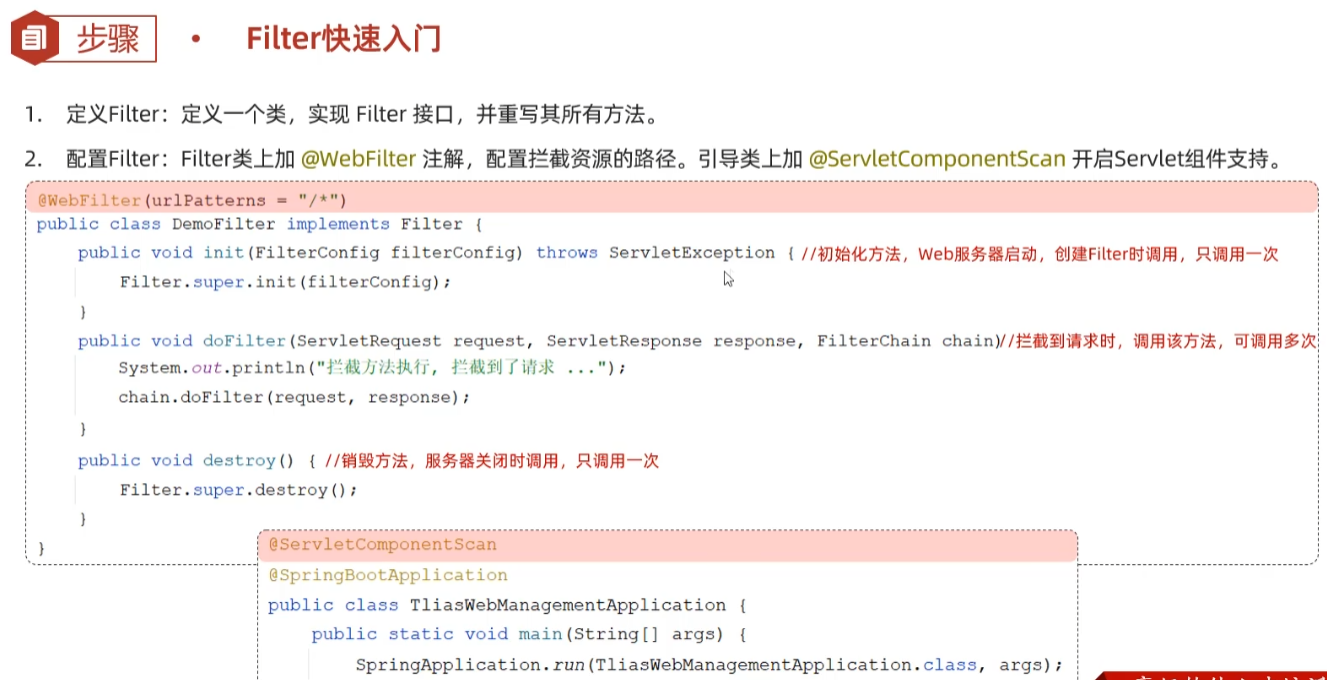 步骤 • Filter快速入门
1. 定义Filter：定义一个类，实现 Filter 接口，并重写其所有方法。
2. 配置Filter：Filter类上加 @WebFilter 注解，配置拦截资源的路径。引导类上加 @ServletComponentScan 开启Servlet组件支持。
@WebFilter(urlPatterns = "/*")
public class DemoFilter implements Filter {
public void init(FilterConfig filterConfig) throws ServletException { //初始化方法，Web服务器启动，创建Filter时调用，只调用一次
Filter.super.init(filterConfig);
}
public void doFilter(ServletRequest request, ServletResponse response, FilterChain chain)//拦截到请求时，调用该方法，可调用多次
System.out.println("拦截方法执行，拦截到了请求 ...");
chain.doFilter(request, response);
}
public void destroy() { //销毁方法，服务器关闭时调用，只调用一次
Filter.super.destroy();
}
}
@ServletComponentScan
@SpringBootApplication
public class TliasWebManagementApplication {
public static void main(String[] args) {
SpringApplication.run(TliasWebManagementApplication.class, args);